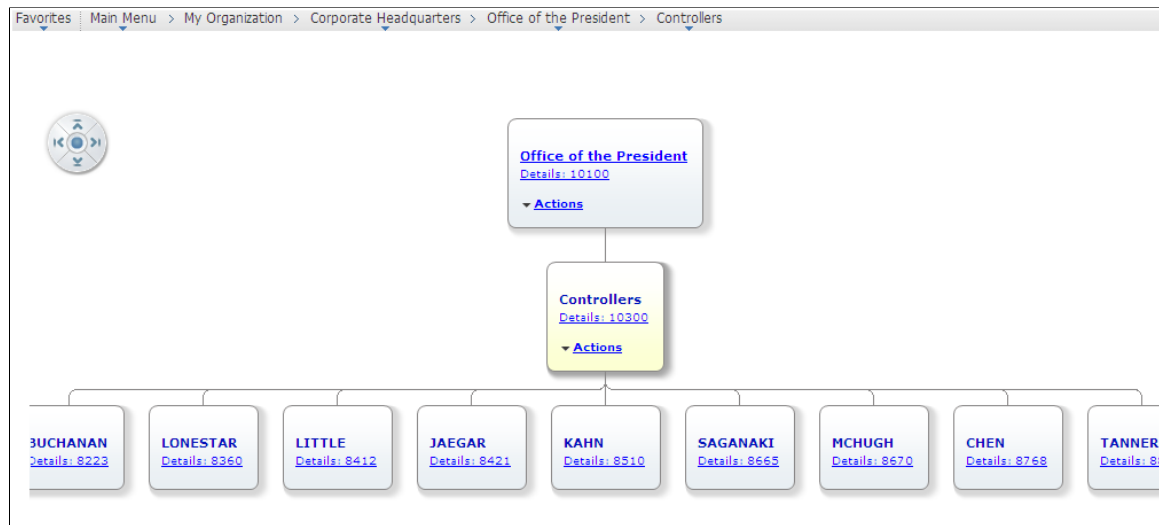 Favorites Main Menu > My Organization > Corporate Headquarters > Office of the President > Controllers
Office of the President
Details: 10100
Actions
Controllers
Details: 10300
Actions
BUCHANAN LONESTAR LITTLE JAEGAR KAHN SAGANAKI MCHUGH CHEN TANNER
Details: 8223 Details: 8360 Details: 8412 Details: 8421 Details: 8510 Details: 8665 Details: 8670 Details: 8768 Details: